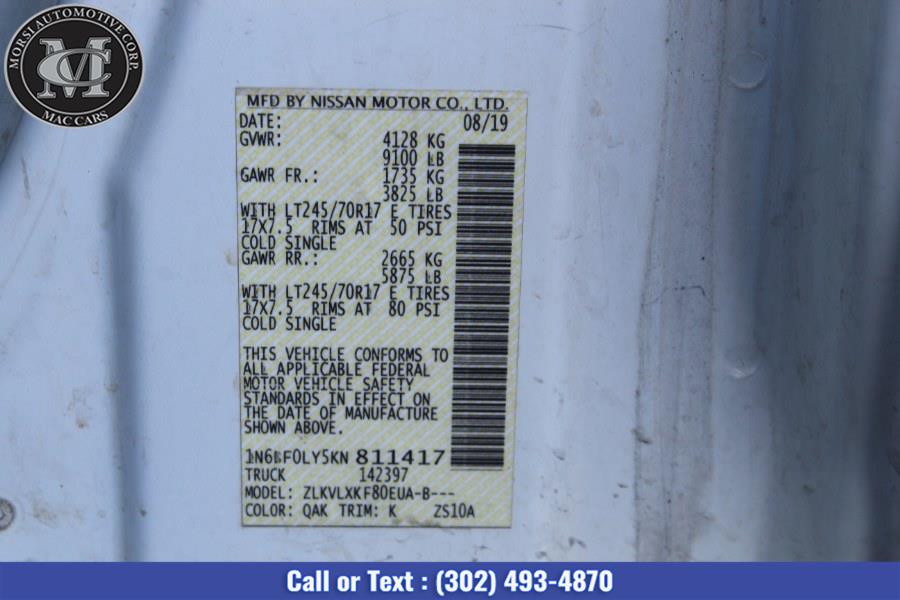 MORSI AUTOMOTIVE CORP.
MC
MAC CARS
MFD BY NISSAN MOTOR CO., LTD.
DATE: 08/19
GVWR: 4128 KG
9100 LB
GAWR FR.: 1735 KG
3825 LB
WITH LT245/70R17 E TIRES
17X7.5 RIMS AT 50 PSI
COLD SINGLE
GAWR RR.: 2665 KG
5875 LB
WITH LT245/70R17 E TIRES
17X7.5 RIMS AT 80 PSI
COLD SINGLE
THIS VEHICLE CONFORMS TO
ALL APPLICABLE FEDERAL
MOTOR VEHICLE SAFETY
STANDARDS IN EFFECT ON
THE DATE OF MANUFACTURE
SHOWN ABOVE.
811417
TRUCK 142397
MODEL: ZLKVLXKF80EUA-B---
COLOR: QAK TRIM: K ZS10A
Call or Text : (302) 493-4870